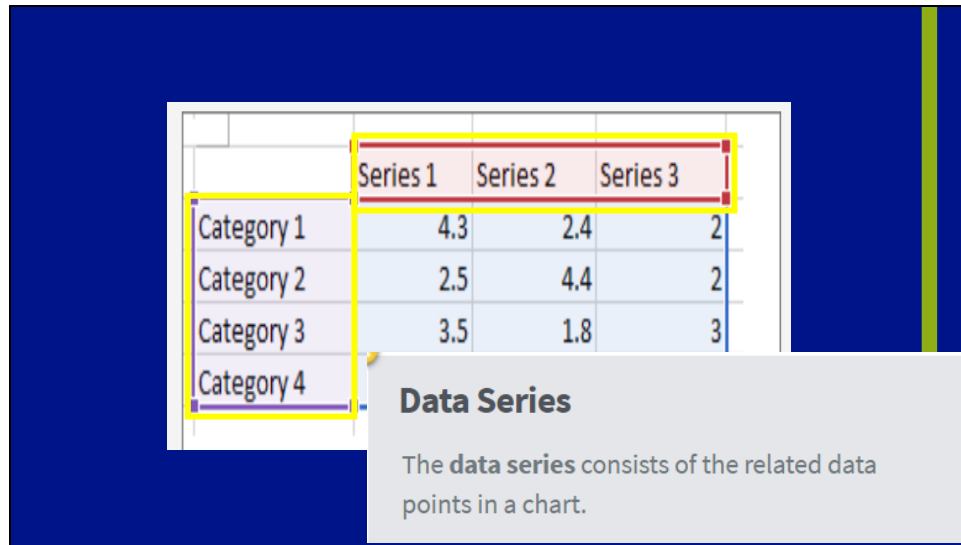 Series 1 Series 2 Series 3
Category 1 4.3 2.4 2
Category 2 2.5 4.4 2
Category 3 3.5 1.8 3
Category 4
Data Series
The data series consists of the related data
points in a chart.